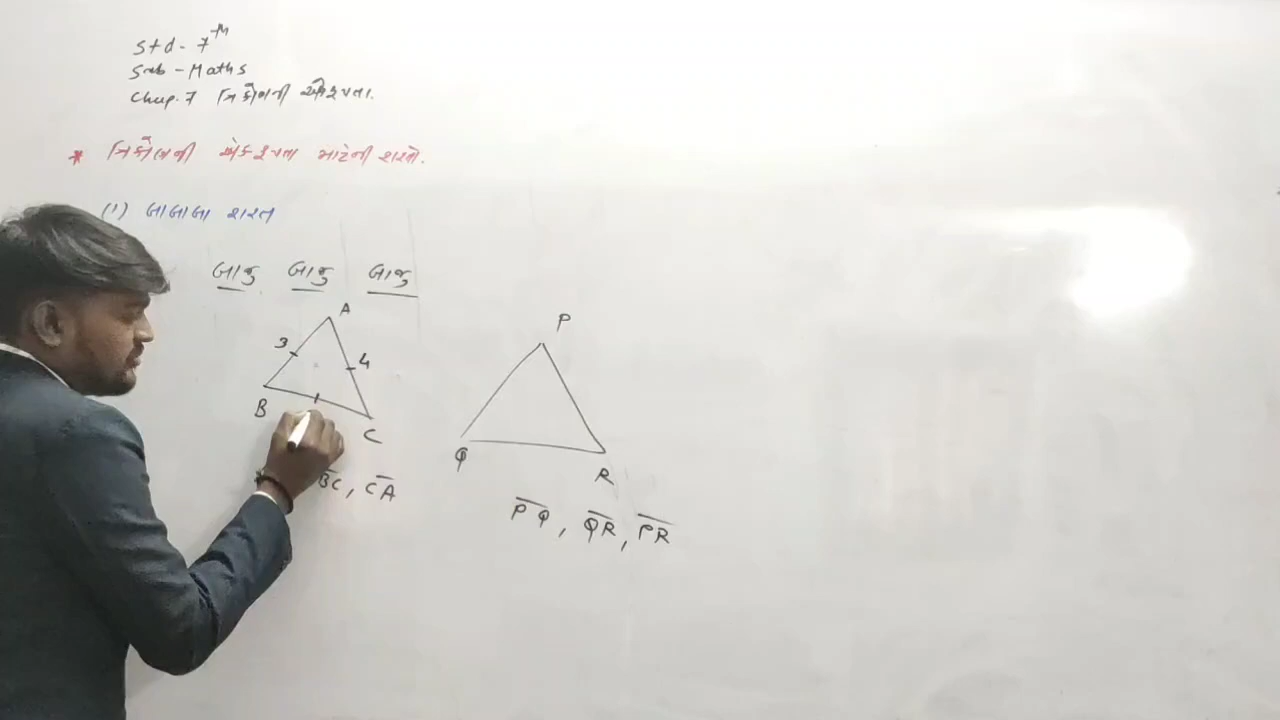 Std - 7th
Sub - Maths
Chap. 7 ત્રિકોણની એકરૂપતા.
* ત્રિકોણની એકરૂપતા માટેની શરતો.
(1) બાબાબા શરત
બાજુ બાજુ બાજુ
A
3
4
B
C
BC, CA
P
Q
R
PQ, QR, PR